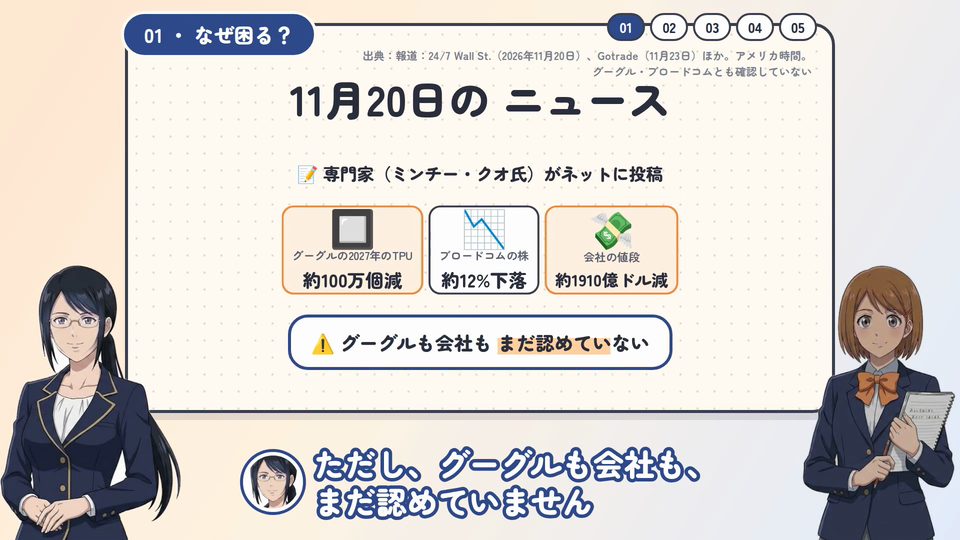 01 ・ なぜ困る？
01 02 03 04 05
出典：報道：24/7 Wall St.（2026年11月20日）、Gotrade（11月23日）ほか。アメリカ時間。
グーグル・ブロードコムとも確認していない
11月20日の ニュース
📝 専門家（ミンチー・クオ氏）がネットに投稿
グーグルの2027年のTPU
約100万個減
ブロードコムの株
約12%下落
会社の値段
約1910億ドル減
⚠️ グーグルも会社も まだ認めていない
ただし、グーグルも会社も、
まだ認めていません